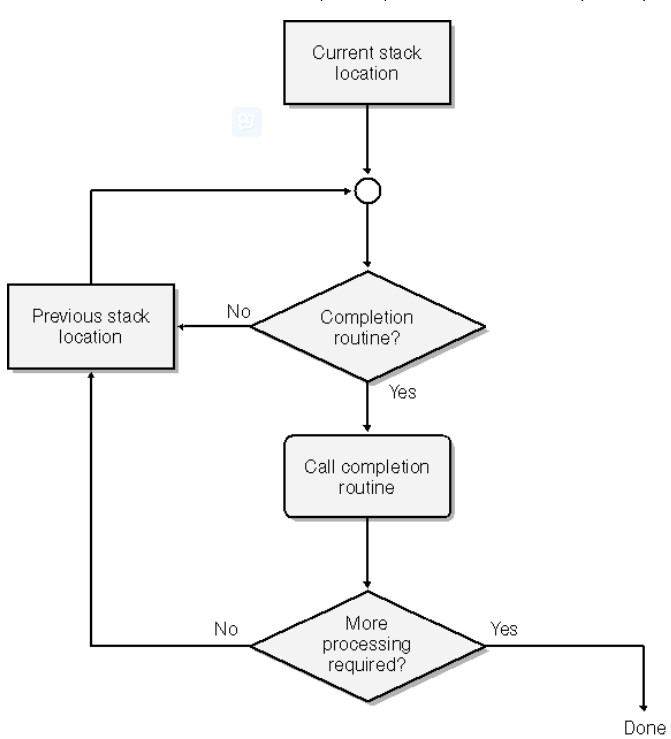 Current stack
location
No
Previous stack
location
Completion
routine?
Yes
Call completion
routine
No
More
processing
required?
Yes
Done